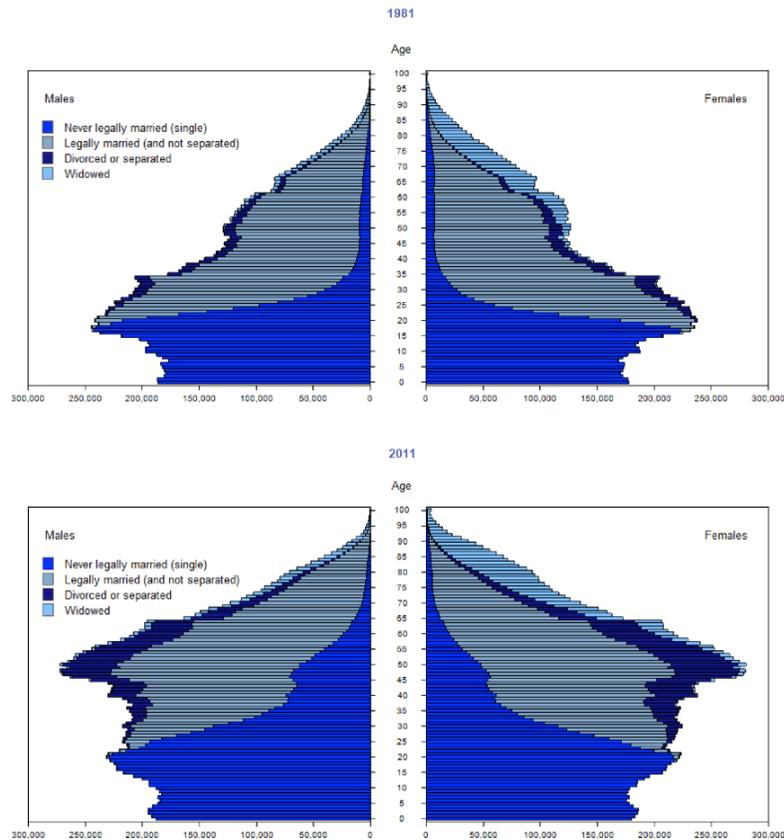 1981
Age
Males
Females
Never legally married (single)
Legally married (and not separated)
Divorced or separated
Widowed
100
95
90
85
80
75
70
65
60
55
50
45
40
35
30
25
20
15
10
5
0
300,000 250,000 200,000 150,000 100,000 50,000 0
0 50,000 100,000 150,000 200,000 250,000 300,000
2011
Age
Males
Females
Never legally married (single)
Legally married (and not separated)
Divorced or separated
Widowed
100
95
90
85
80
75
70
65
60
55
50
45
40
35
30
25
20
15
10
5
0
300,000 250,000 200,000 150,000 100,000 50,000 0
0 50,000 100,000 150,000 200,000 250,000 300,000